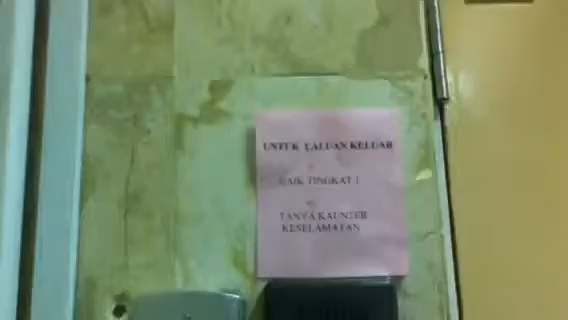 UNTUK LALUAN KELUAR
NAIK TINGKAT 1
TANYA KAUNTER
KESELAMATAN